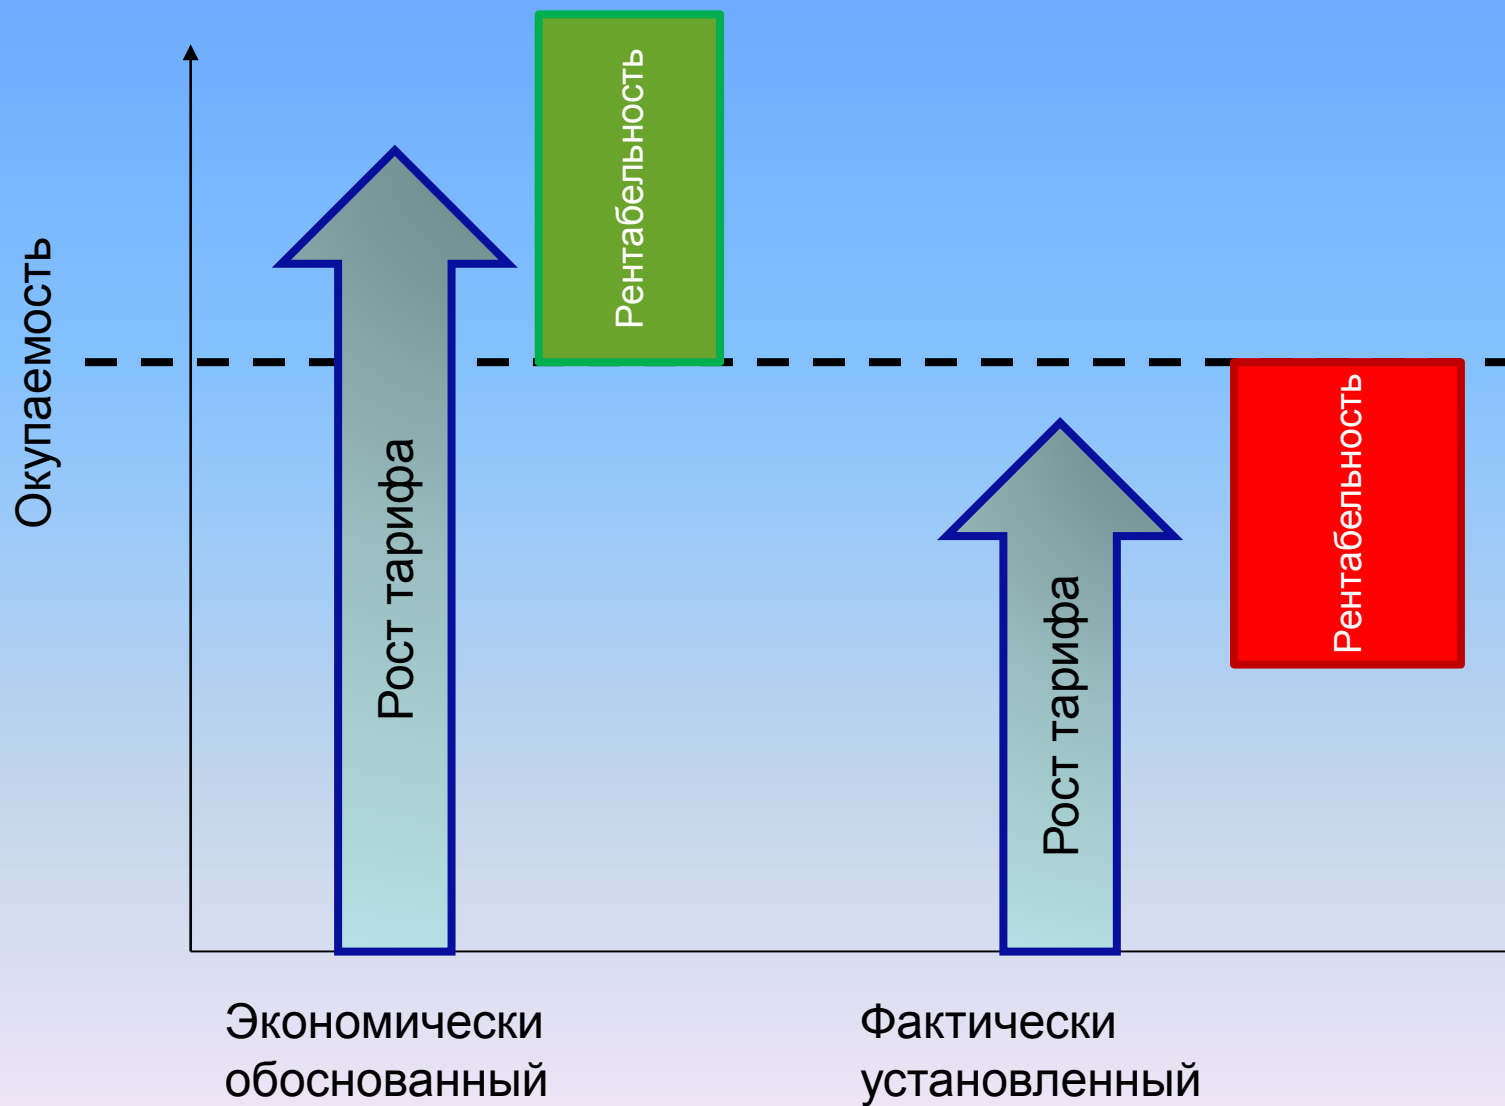 Окупаемость
Рост тарифа
Рентабельность
Рост тарифа
Рентабельность
Экономически
обоснованный
Фактически
установленный